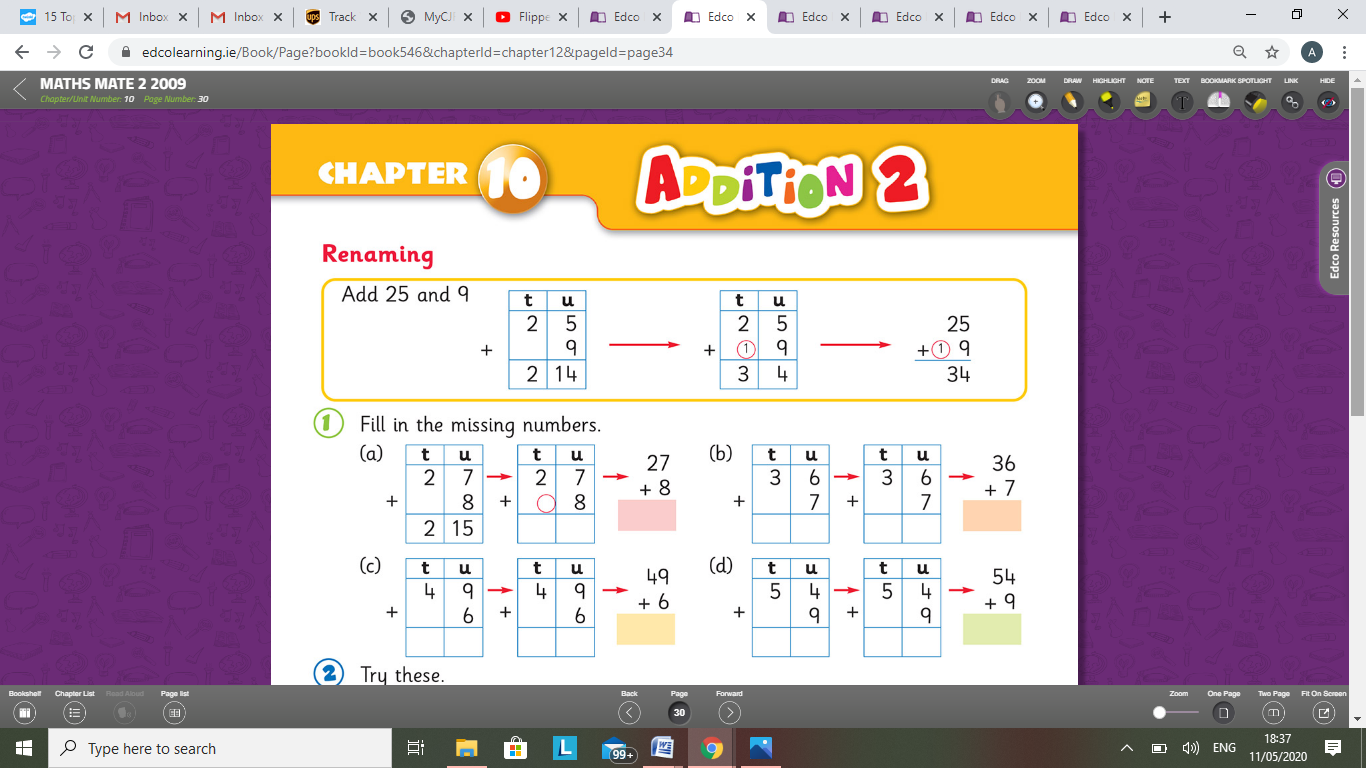 15 To
Inbox
Inbox
Track
MyCJ
Flippe
Edco
Edco
Edco
Edco
Edco
Edco
edcolearning.ie/Book/Page?bookId=book546&chapterId=chapter12&pageId=page34
A
MATHS MATE 2 2009
Chapter/Unit Number: 10 Page Number: 30
DRAG ZOOM DRAW HIGHLIGHT NOTE TEXT BOOKMARK SPOTLIGHT LINK HIDE
CHAPTER 10 ADDITION 2
Edco Resources
Renaming
Add 25 and 9
t u t u
2 5 2 5 25
+ 9 + 1 9 + 1 9
2 14 3 4 34
1 Fill in the missing numbers.
(a) t u t u (b) t u t u
2 7 2 7 27 3 6 3 6 36
+ 8 + 8 + 8 + 7 + 7 + 7
2 15
(c) t u t u (d) t u t u
4 9 4 9 49 5 4 5 4 54
+ 6 + 6 + 6 + 9 + 9 + 9
2 Try these.
Bookshelf Chapter List Read Aloud Page list Back Page Forward Zoom One Page Two Page Fit On Screen
30
Type here to search
L
99+
ENG
18:37
11/05/2020